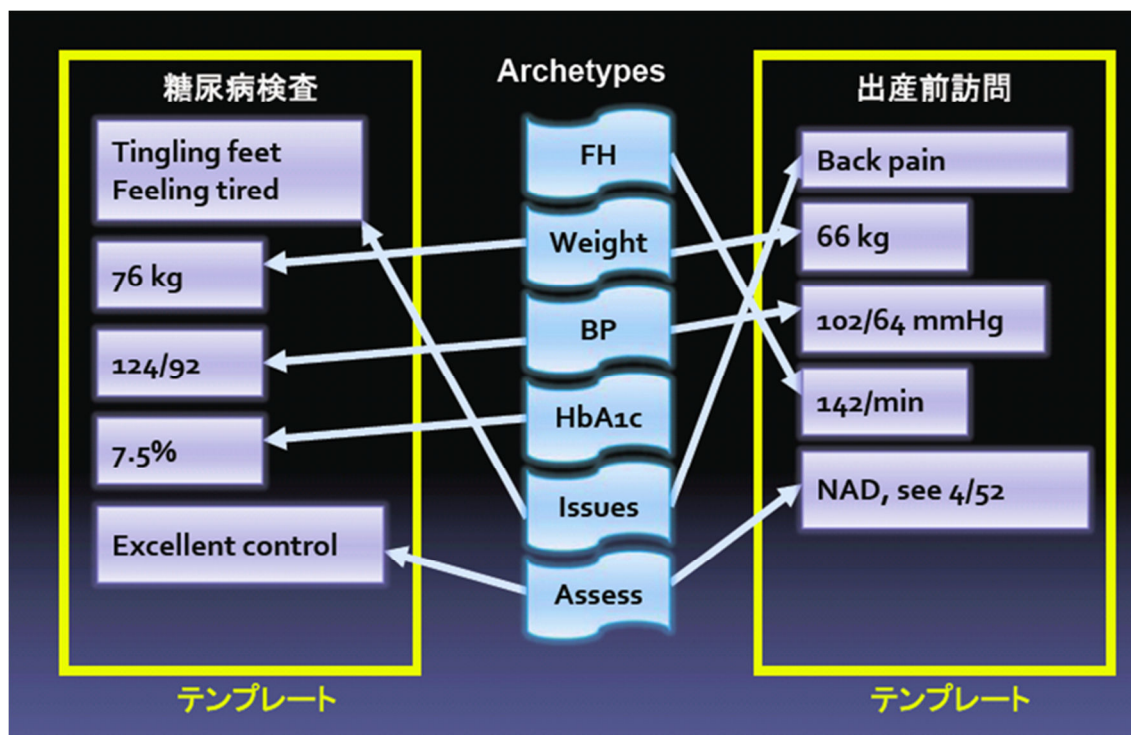 糖尿病検査
Tingling feet
Feeling tired
76 kg
124/92
7.5%
Excellent control
テンプレート
Archetypes
FH
Weight
BP
HbA1c
Issues
Assess
出産前訪問
Back pain
66 kg
102/64 mmHg
142/min
NAD, see 4/52
テンプレート